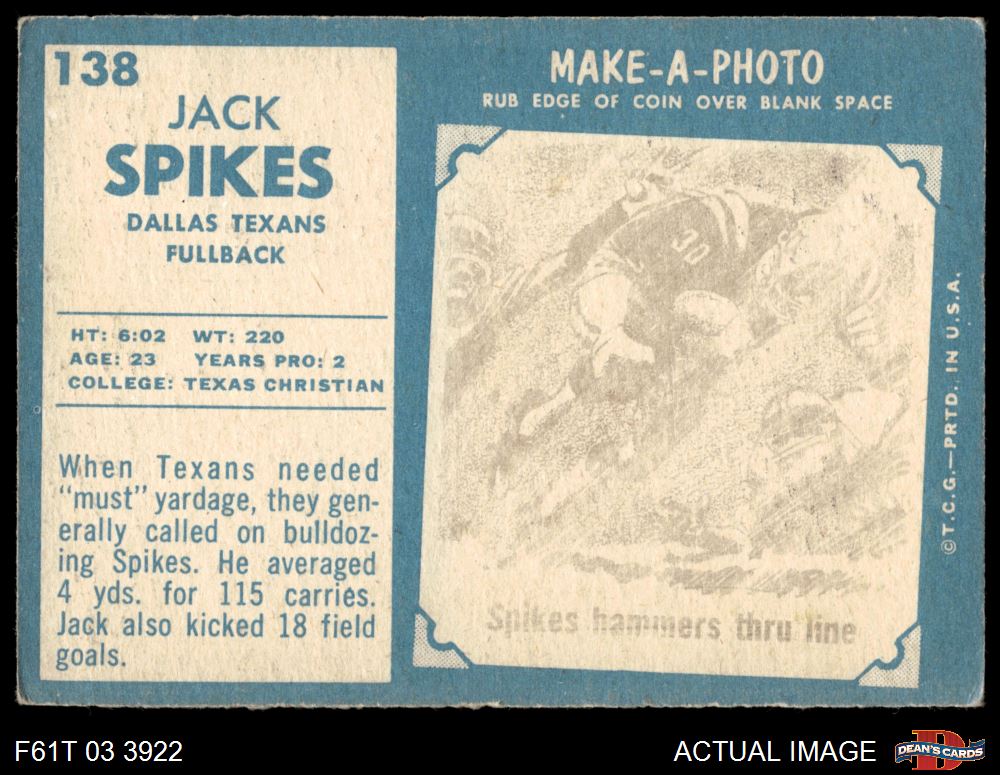 138
JACK
SPIKES
DALLAS TEXANS
FULLBACK
HT: 6:02 WT: 220
AGE: 23 YEARS PRO: 2
COLLEGE: TEXAS CHRISTIAN
When Texans needed
"must" yardage, they gen-
erally called on bulldoz-
ing Spikes. He averaged
4 yds. for 115 carries.
Jack also kicked 18 field
goals.
MAKE-A-PHOTO
RUB EDGE OF COIN OVER BLANK SPACE
30
Spikes hammers thru line
©T.C.G.—PRTD. IN U.S.A.
F61T 03 3922
ACTUAL IMAGE
D
DEAN'S CARDS